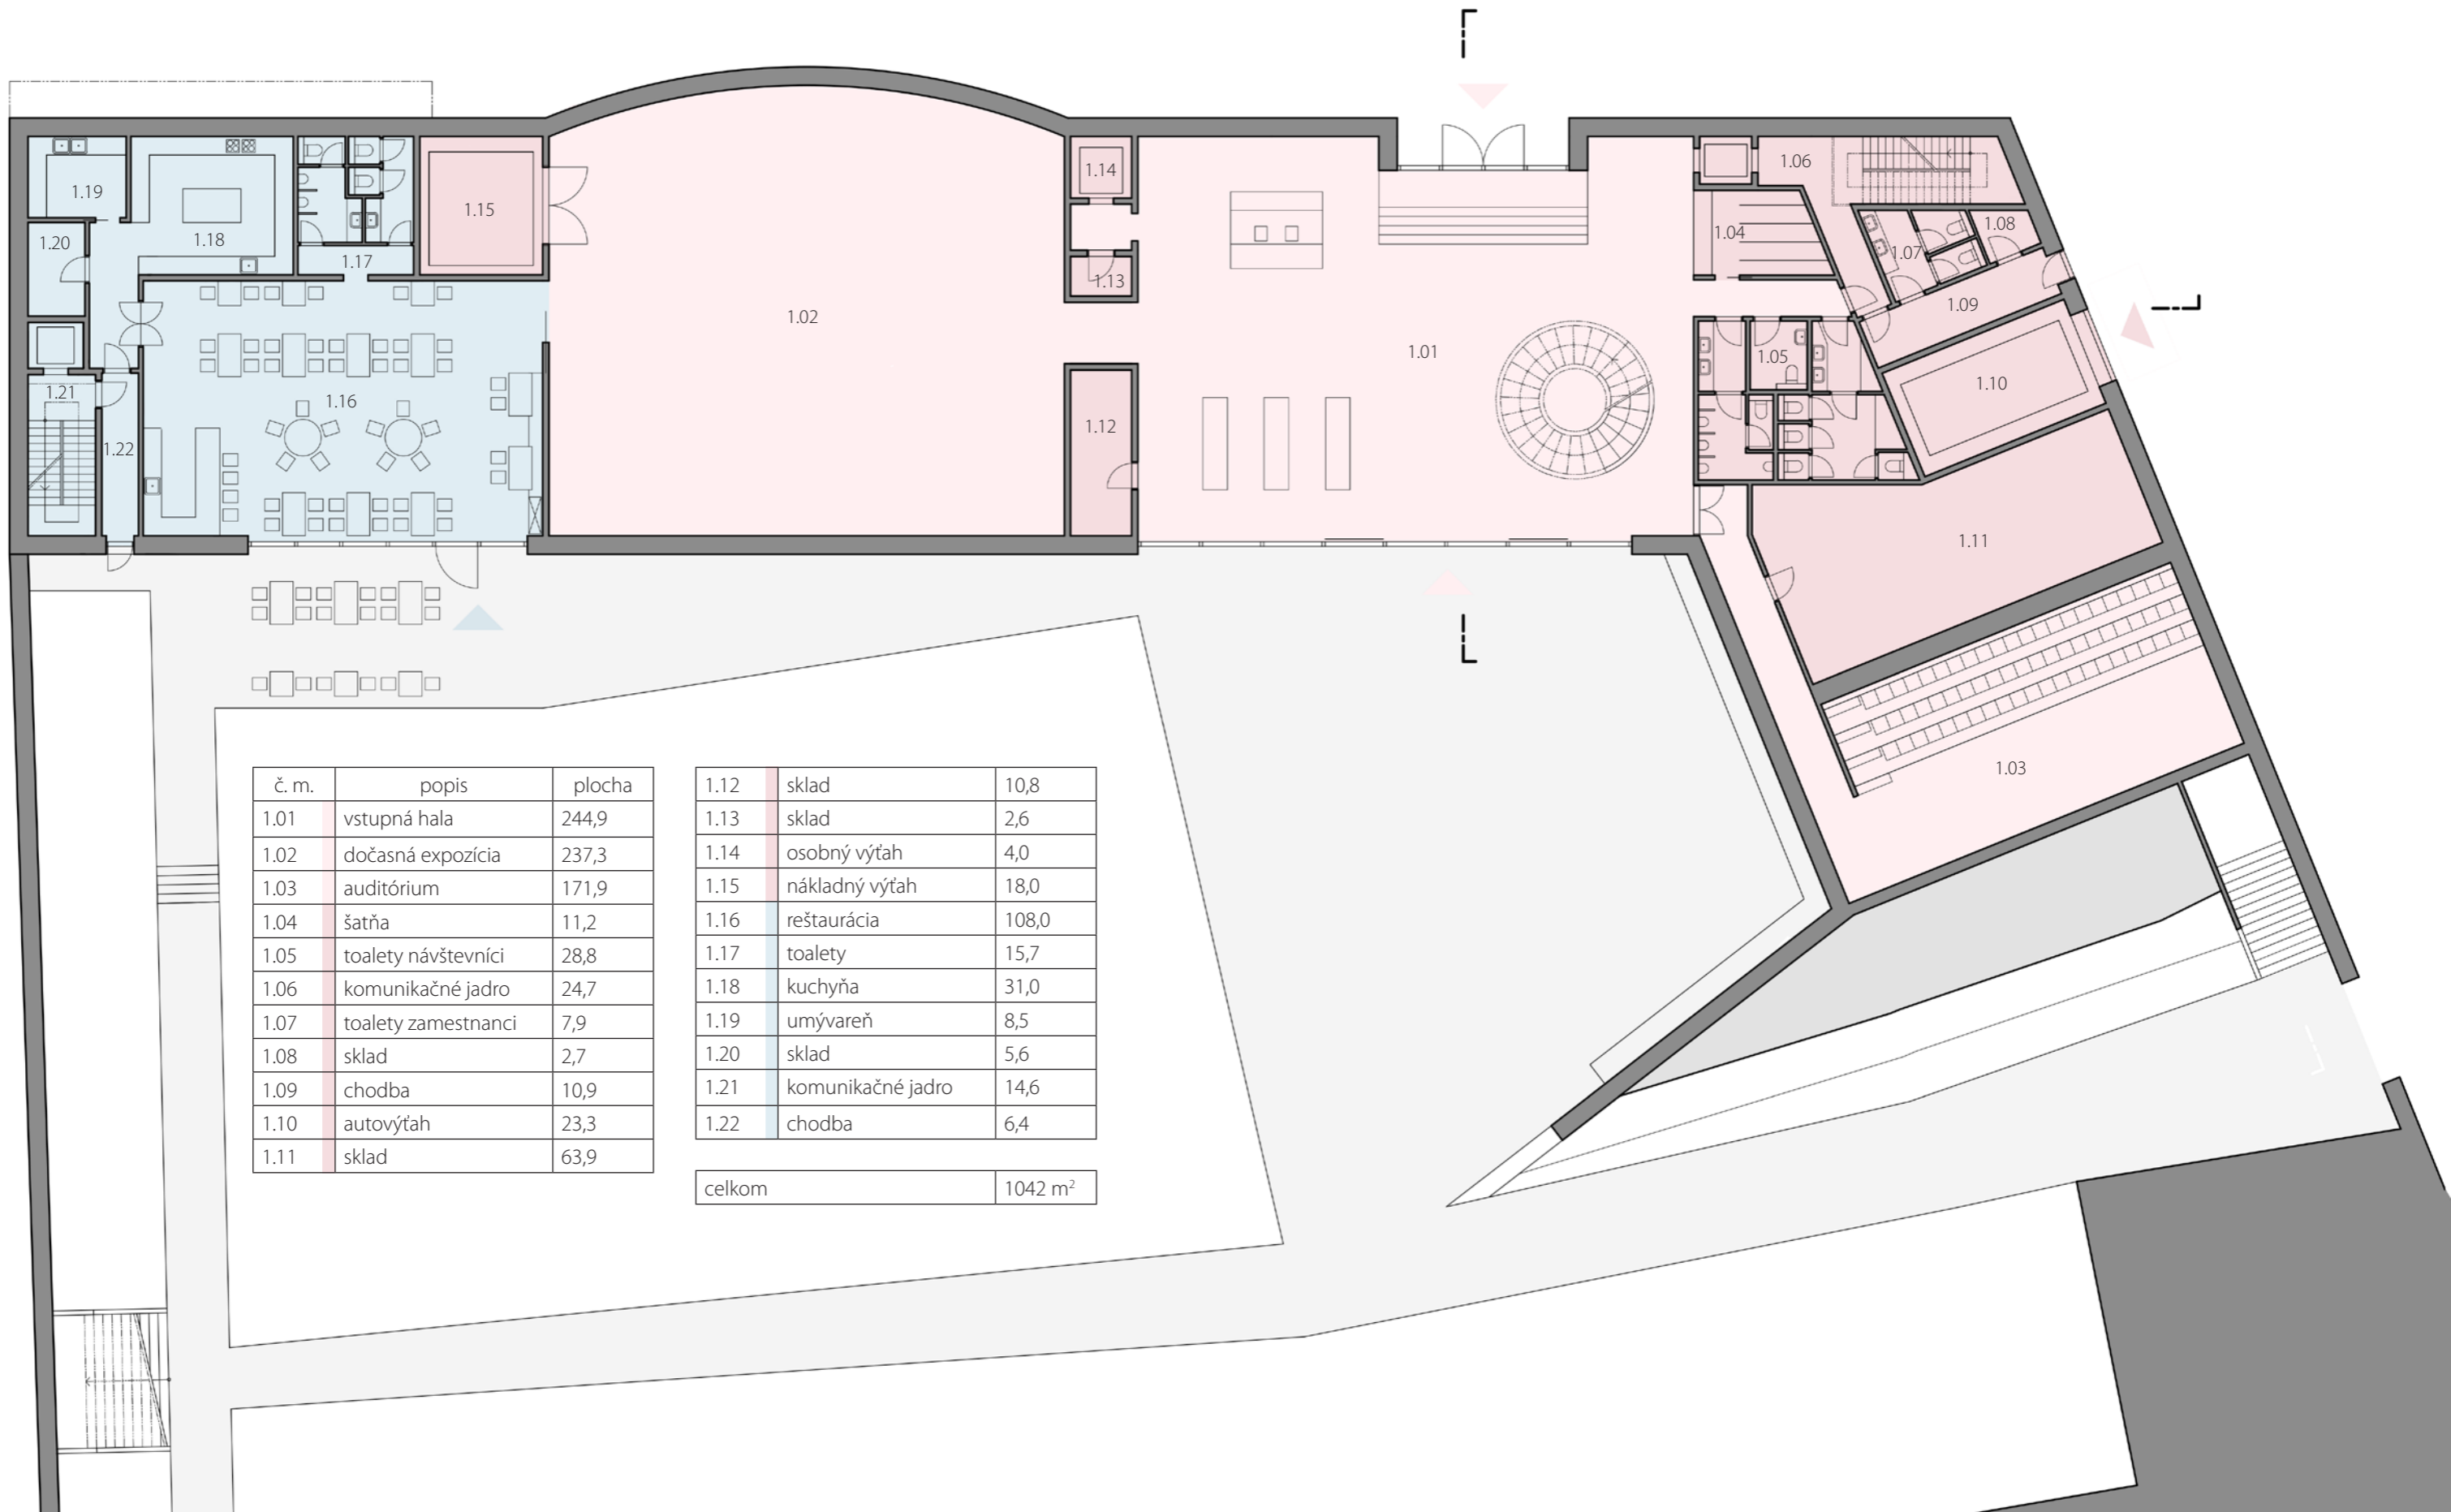 1.14
1.06
1.15
1.19
1.08
1.20
1.18
1.04
1.07
1.17
1.13
1.09
1.02
1.01
1.05
1.10
1.21
1.16
1.12
1.22
1.11
1.03
č. m. popis plocha
1.01 vstupná hala 244,9
1.02 dočasná expozícia 237,3
1.03 auditórium 171,9
1.04 šatňa 11,2
1.05 toalety návštevníci 28,8
1.06 komunikačné jadro 24,7
1.07 toalety zamestnanci 7,9
1.08 sklad 2,7
1.09 chodba 10,9
1.10 autovýťah 23,3
1.11 sklad 63,9
1.12 sklad 10,8
1.13 sklad 2,6
1.14 osobný výťah 4,0
1.15 nákladný výťah 18,0
1.16 reštaurácia 108,0
1.17 toalety 15,7
1.18 kuchyňa 31,0
1.19 umývareň 8,5
1.20 sklad 5,6
1.21 komunikačné jadro 14,6
1.22 chodba 6,4
celkom 1042 m²